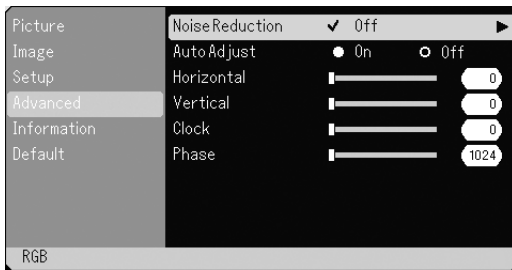 Picture
Image
Setup
Advanced
Information
Default
Noise Reduction ✔ Off ▶
Auto Adjust On Off
Horizontal 0
Vertical 0
Clock 0
Phase 1024
RGB